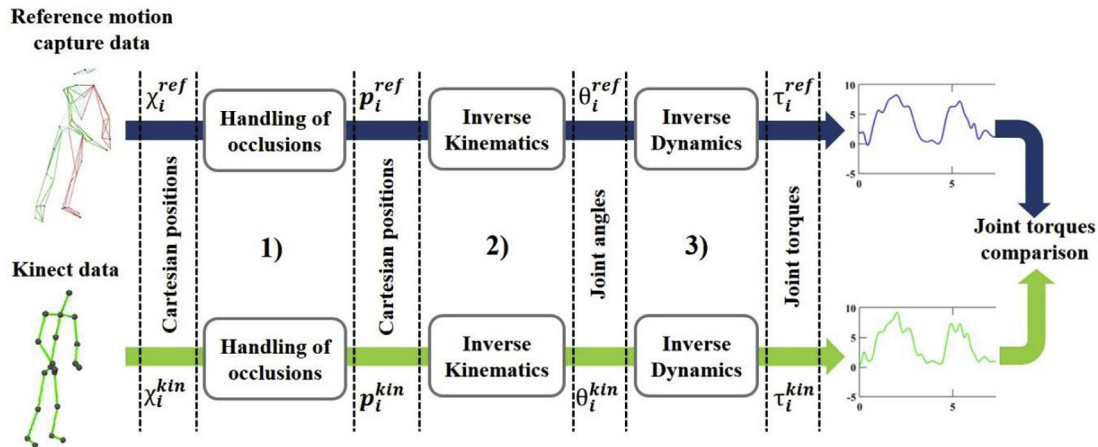 Reference motion
capture data
χ_i^ref
Handling of
occlusions
p_i^ref
Inverse
Kinematics
θ_i^ref
Inverse
Dynamics
τ_i^ref
10
5
0
-5
0
5
Cartesian positions
1)
Cartesian positions
2)
Joint angles
3)
Joint torques
Joint torques
comparison
Kinect data
χ_i^kin
Handling of
occlusions
p_i^kin
Inverse
Kinematics
θ_i^kin
Inverse
Dynamics
τ_i^kin
10
5
0
-5
0
5